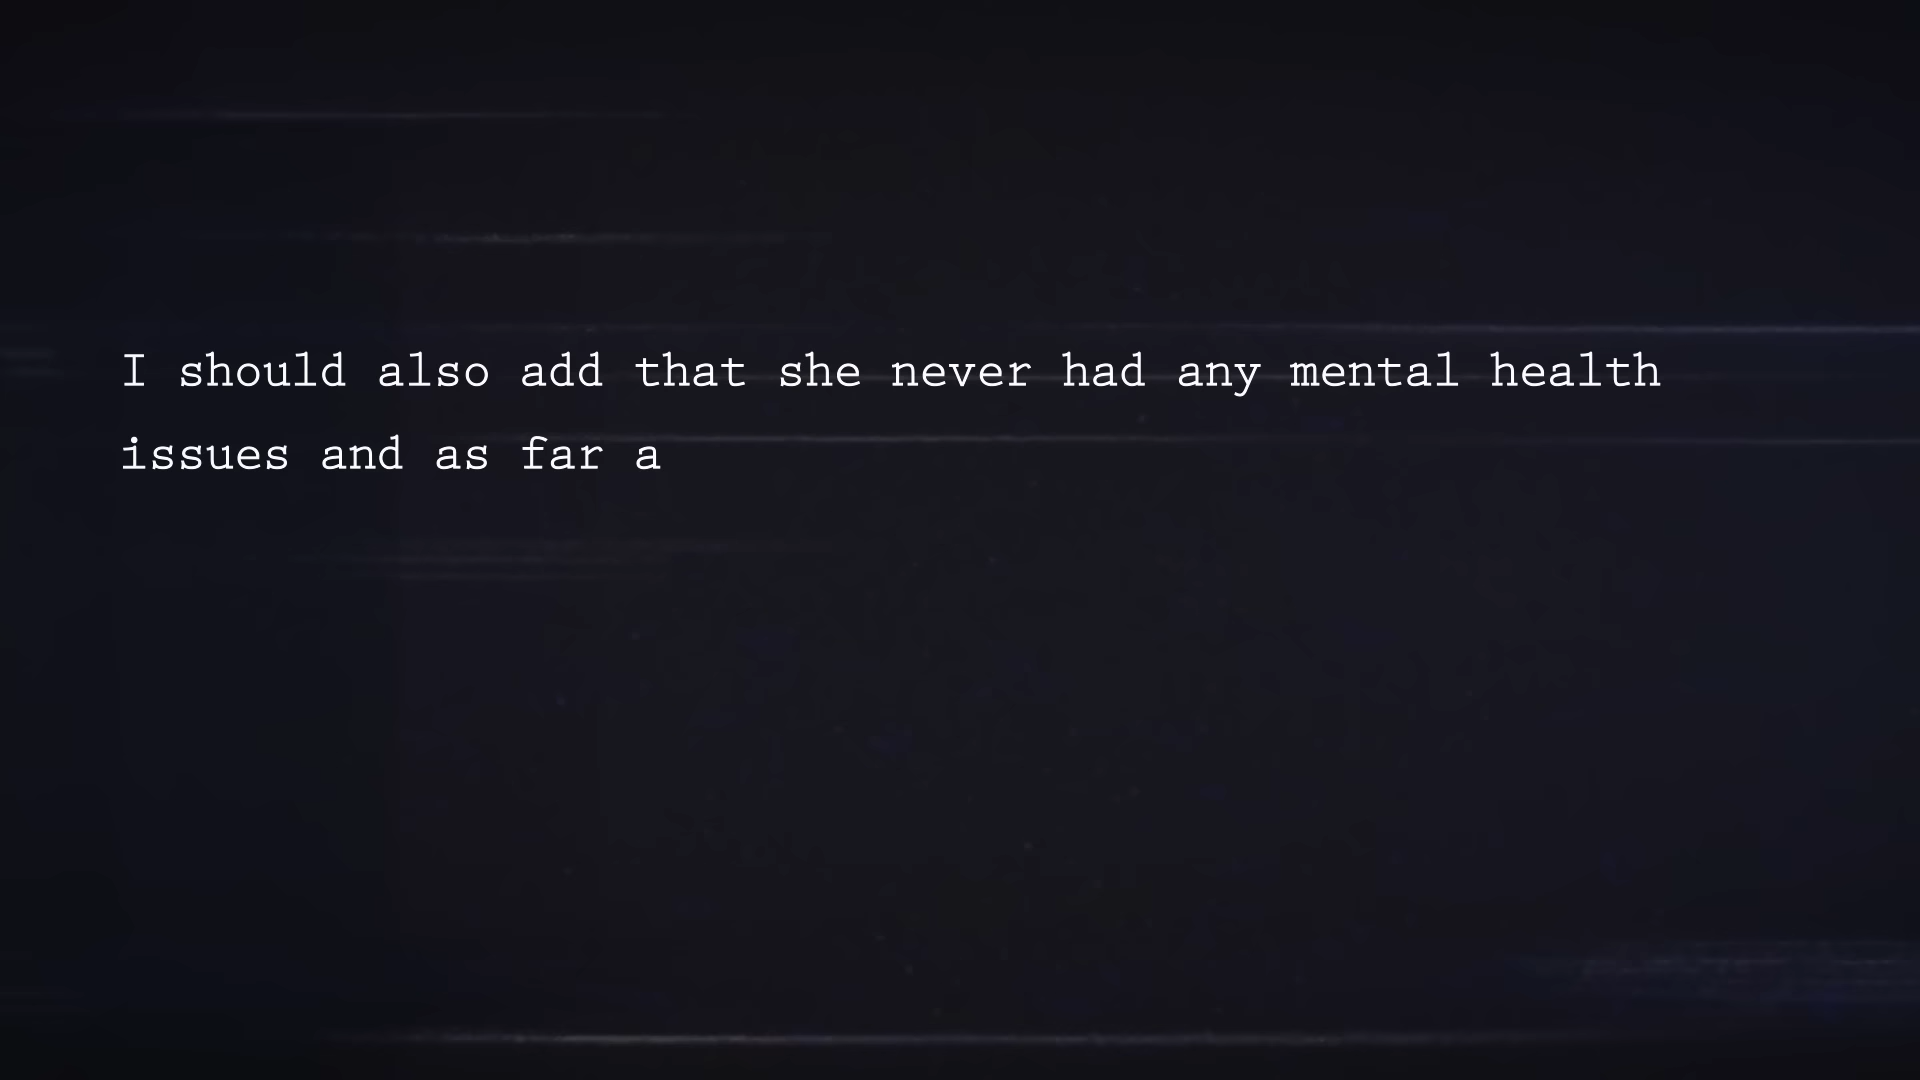 I should also add that she never had any mental health
issues and as far a